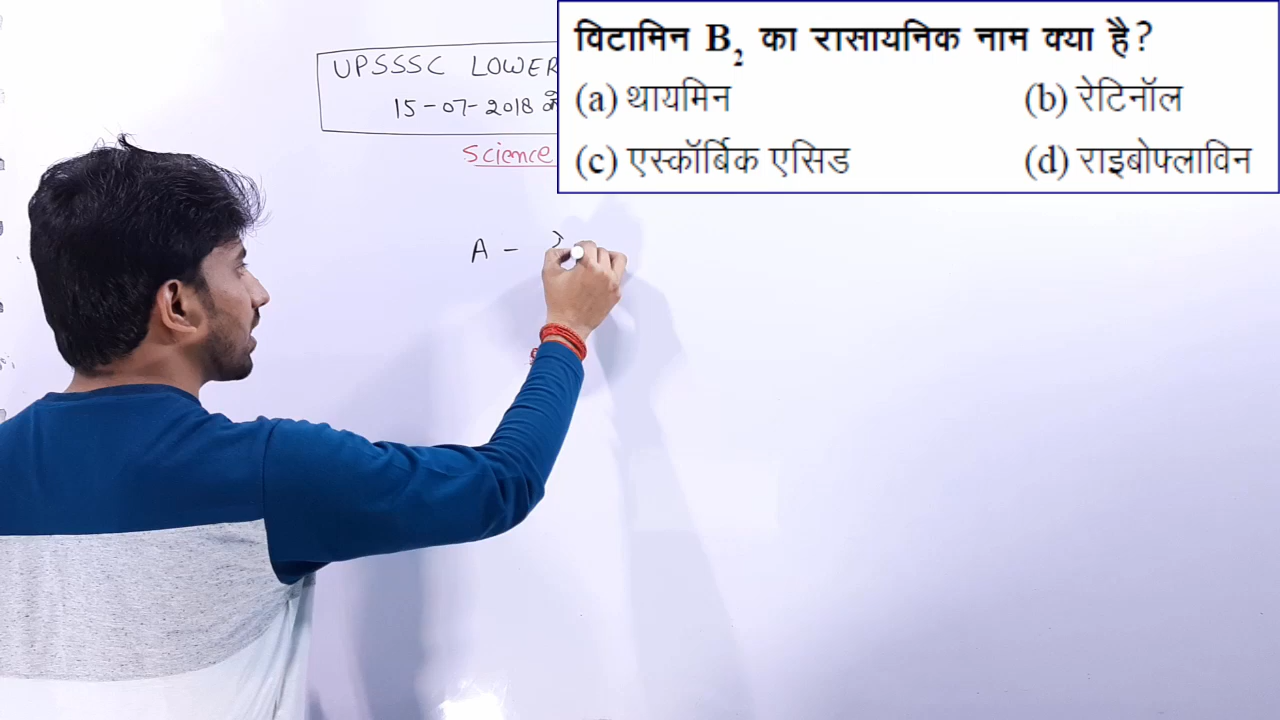 UPSSSC LOWER
15-07-2018
Science
A -
विटामिन B₂ का रासायनिक नाम क्या है?
(a) थायमिन (b) रेटिनॉल
(c) एस्कॉर्बिक एसिड (d) राइबोफ्लाविन